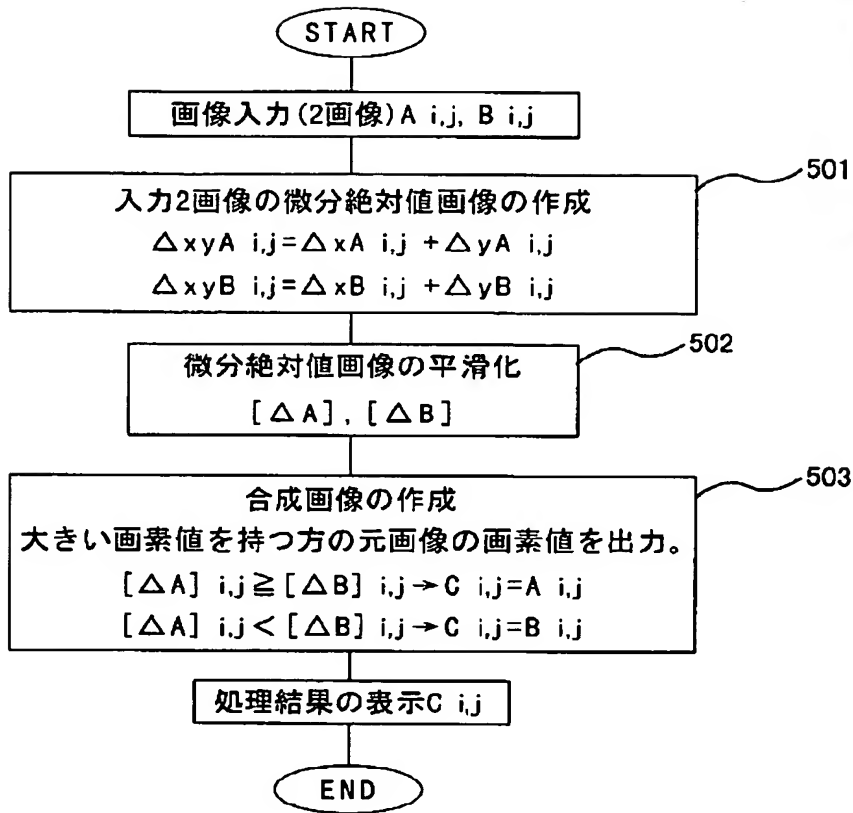 START
画像入力(2画像)A i,j, B i,j
501
入力2画像の微分絶対値画像の作成
△xyA i,j=△xA i,j +△yA i,j
△xyB i,j=△xB i,j +△yB i,j
502
微分絶対値画像の平滑化
[△A], [△B]
503
合成画像の作成
大きい画素値を持つ方の元画像の画素値を出力。
[△A] i,j≧[△B] i,j→C i,j=A i,j
[△A] i,j<[△B] i,j→C i,j=B i,j
処理結果の表示C i,j
END